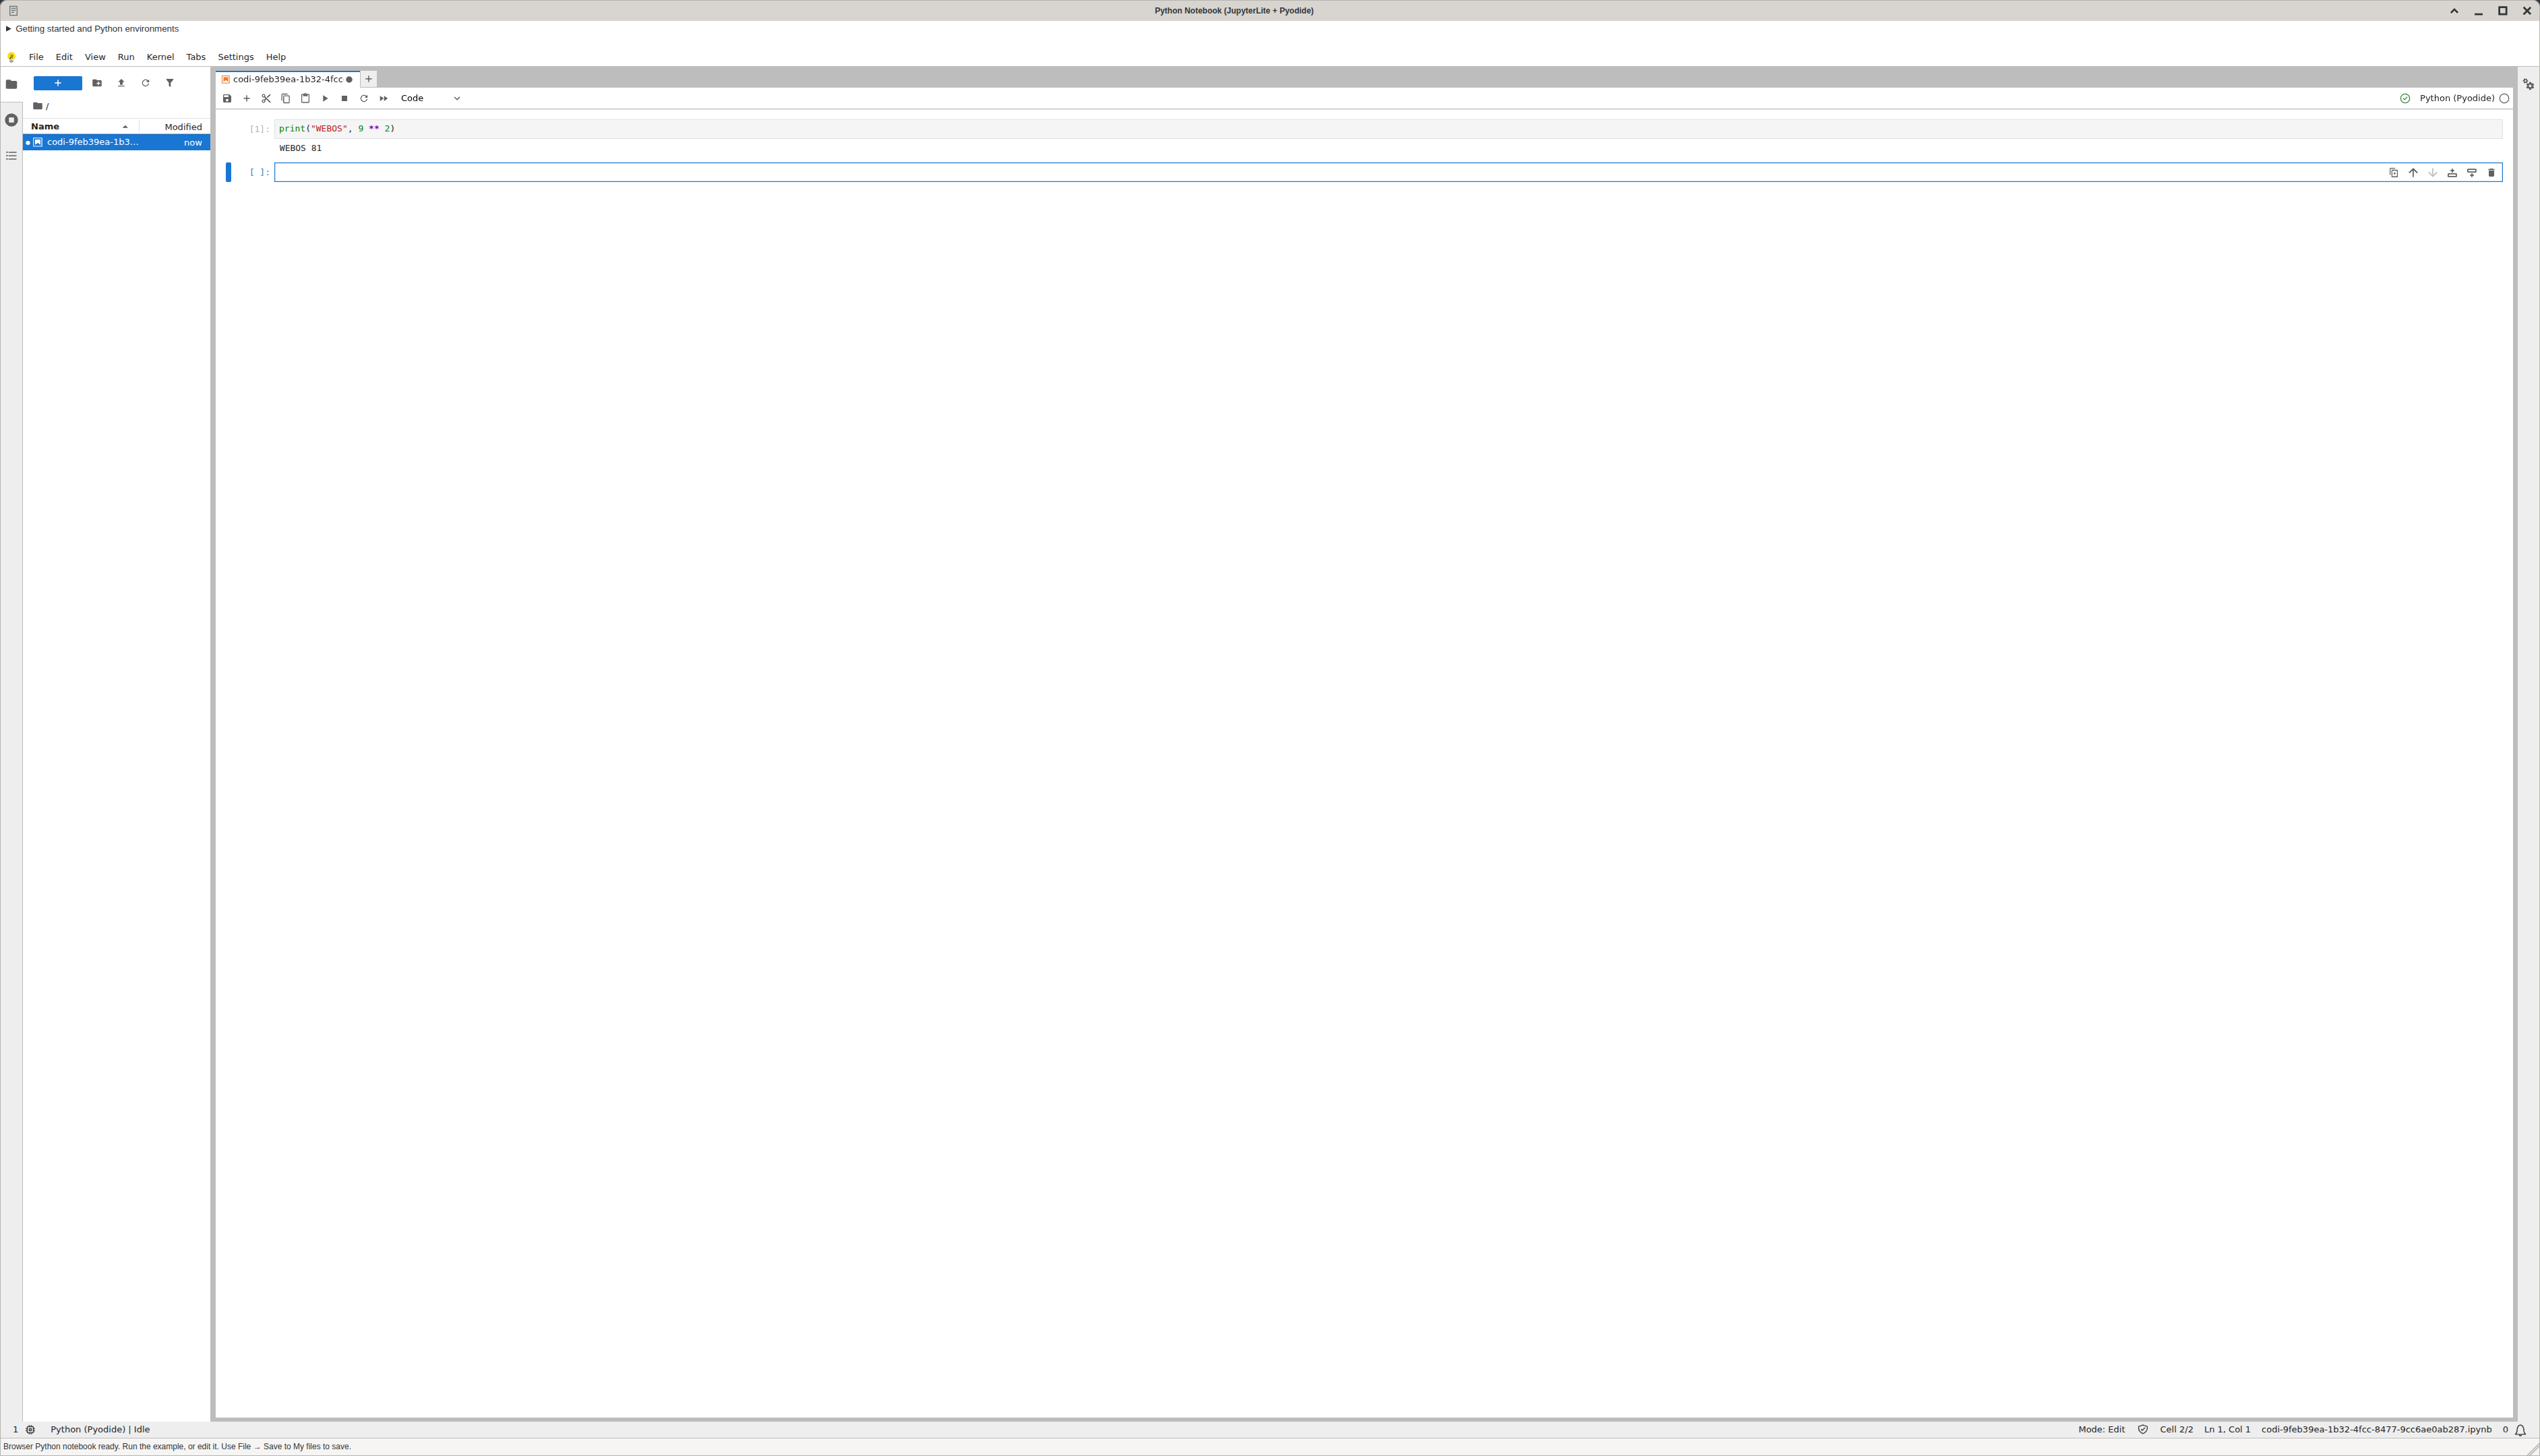 Python Notebook (JupyterLite + Pyodide)
Getting started and Python environments
File Edit View Run Kernel Tabs Settings Help
codi-9feb39ea-1b32-4fcc
/
Code
Python (Pyodide)
Name Modified
codi-9feb39ea-1b3... now
[1]: print("WEBOS", 9 ** 2)
WEBOS 81
[ ]:
1 Python (Pyodide) | Idle
Mode: Edit Cell 2/2 Ln 1, Col 1 codi-9feb39ea-1b32-4fcc-8477-9cc6ae0ab287.ipynb 0
Browser Python notebook ready. Run the example, or edit it. Use File → Save to My files to save.